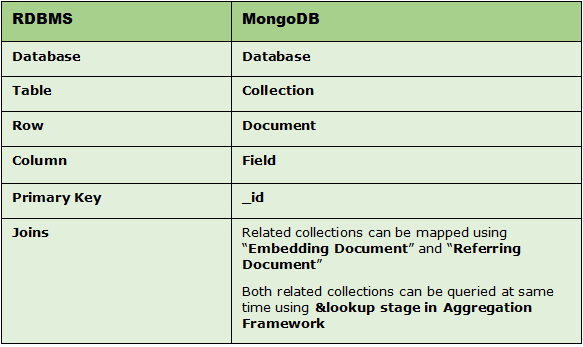 RDBMS MongoDB
Database Database
Table Collection
Row Document
Column Field
Primary Key _id
Joins Related collections can be mapped using
“Embedding Document” and “Referring
Document”
Both related collections can be queried at same
time using &lookup stage in Aggregation
Framework